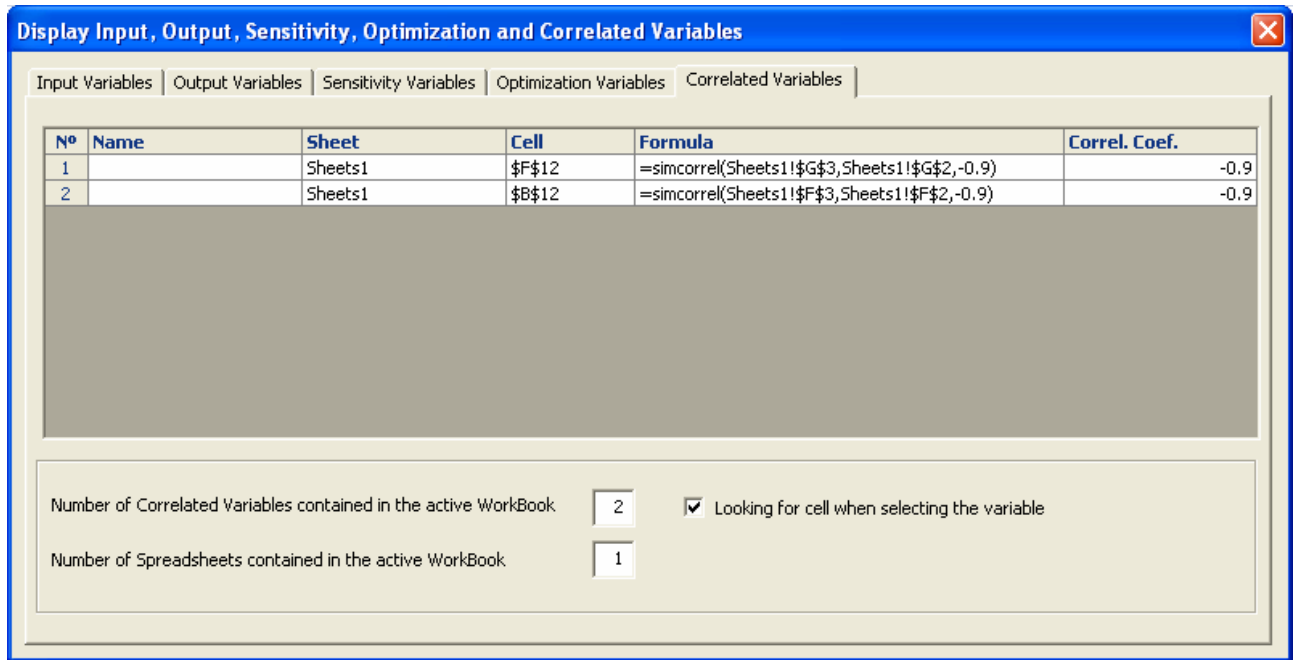 Display Input, Output, Sensitivity, Optimization and Correlated Variables
Input Variables Output Variables Sensitivity Variables Optimization Variables Correlated Variables
Nº Name Sheet Cell Formula Correl. Coef.
1 Sheets1 $F$12 =simcorrel(Sheets1!$G$3,Sheets1!$G$2,-0.9) -0.9
2 Sheets1 $B$12 =simcorrel(Sheets1!$F$3,Sheets1!$F$2,-0.9) -0.9
Number of Correlated Variables contained in the active WorkBook 2 Looking for cell when selecting the variable
Number of Spreadsheets contained in the active WorkBook 1